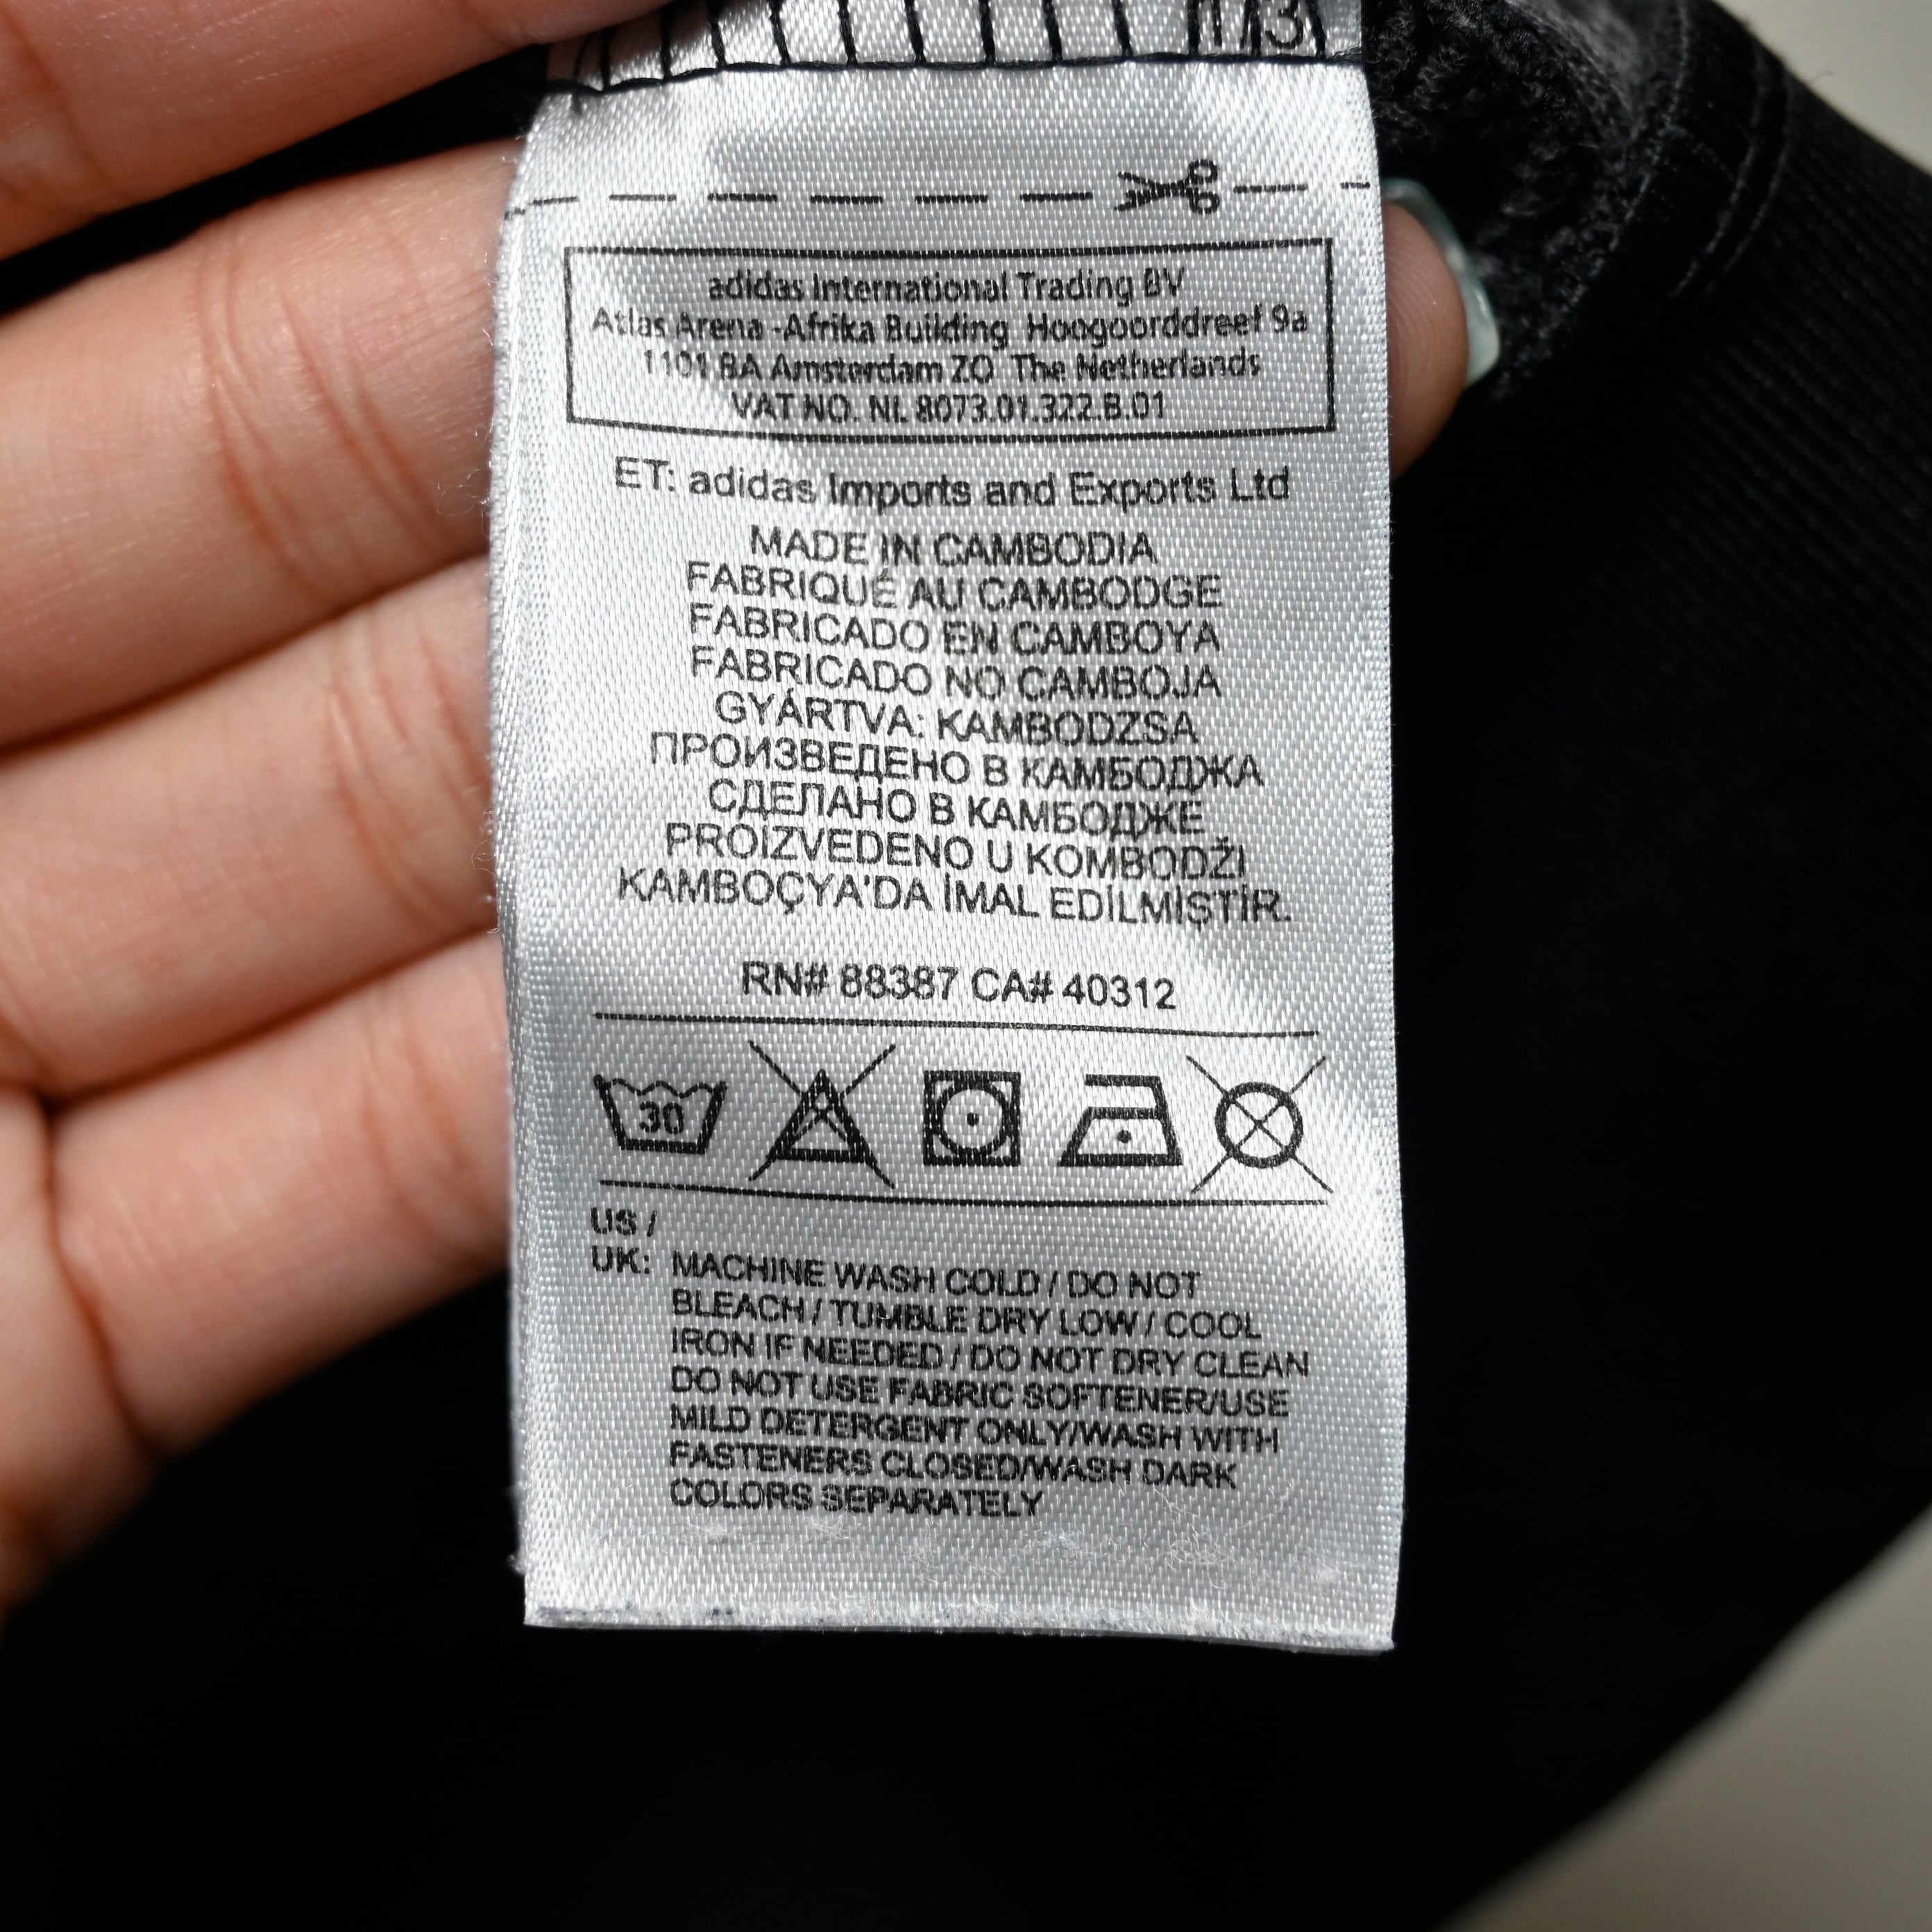 1/3
adidas International Trading BV
Atlas Arena -Afrika Building Hoogoorddreef 9a
1101 BA Amsterdam ZO The Netherlands
VAT NO. NL 8073.01.322.B.01
ET: adidas Imports and Exports Ltd
MADE IN CAMBODIA
FABRIQUÉ AU CAMBODGE
FABRICADO EN CAMBOYA
FABRICADO NO CAMBOJA
GYÁRTVA: KAMBODZSA
ПРОИЗВЕДЕНО В КАМБОДЖА
СДЕЛАНО В КАМБОДЖЕ
PROIZVEDENO U KOMBODŽI
KAMBOÇYA'DA İMAL EDİLMİŞTİR.
RN# 88387 CA# 40312
30
US /
UK: MACHINE WASH COLD / DO NOT
BLEACH / TUMBLE DRY LOW / COOL
IRON IF NEEDED / DO NOT DRY CLEAN
DO NOT USE FABRIC SOFTENER/USE
MILD DETERGENT ONLY/WASH WITH
FASTENERS CLOSED/WASH DARK
COLORS SEPARATELY